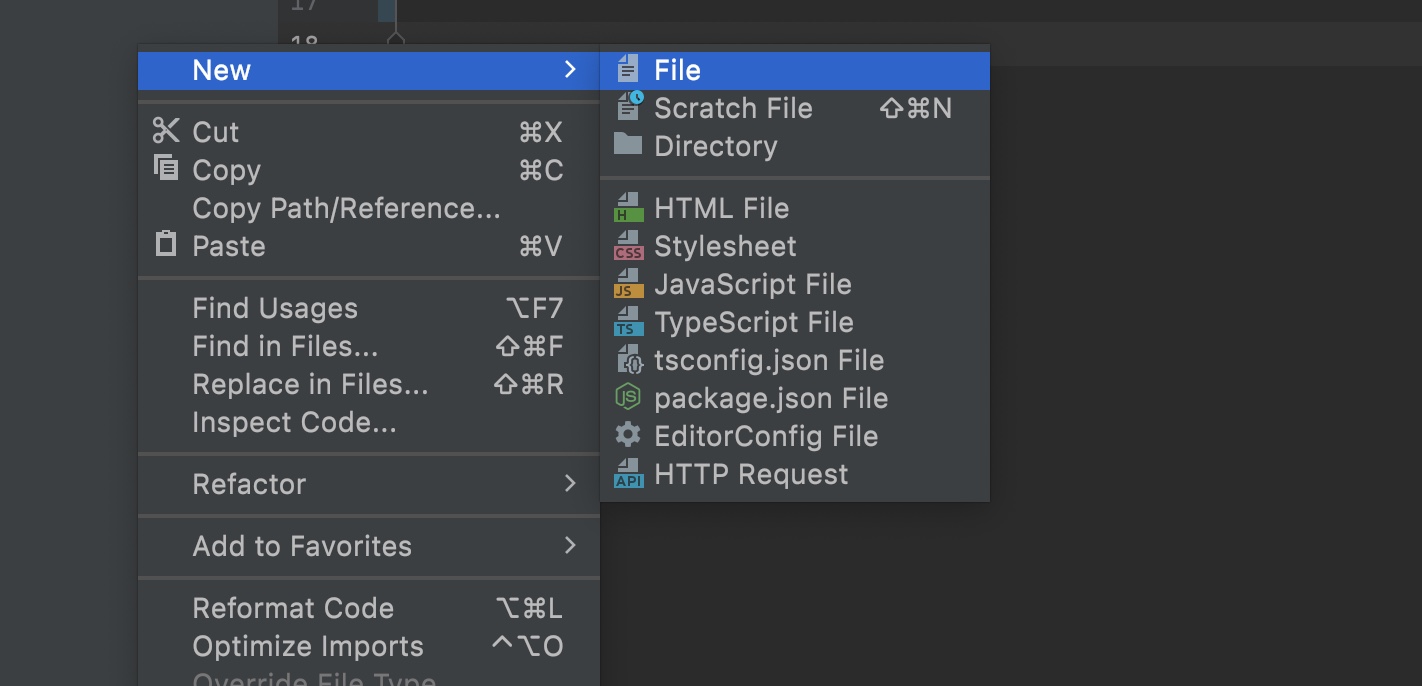 17
18
New
Cut ⌘X
Copy ⌘C
Copy Path/Reference...
Paste ⌘V
Find Usages ⌥F7
Find in Files... ⇧⌘F
Replace in Files... ⇧⌘R
Inspect Code...
Refactor
Add to Favorites
Reformat Code ⌥⌘L
Optimize Imports ^⌥O
Override File Type
File
Scratch File ⇧⌘N
Directory
H HTML File
CSS Stylesheet
JS JavaScript File
TS TypeScript File
tsconfig.json File
JS package.json File
EditorConfig File
API HTTP Request